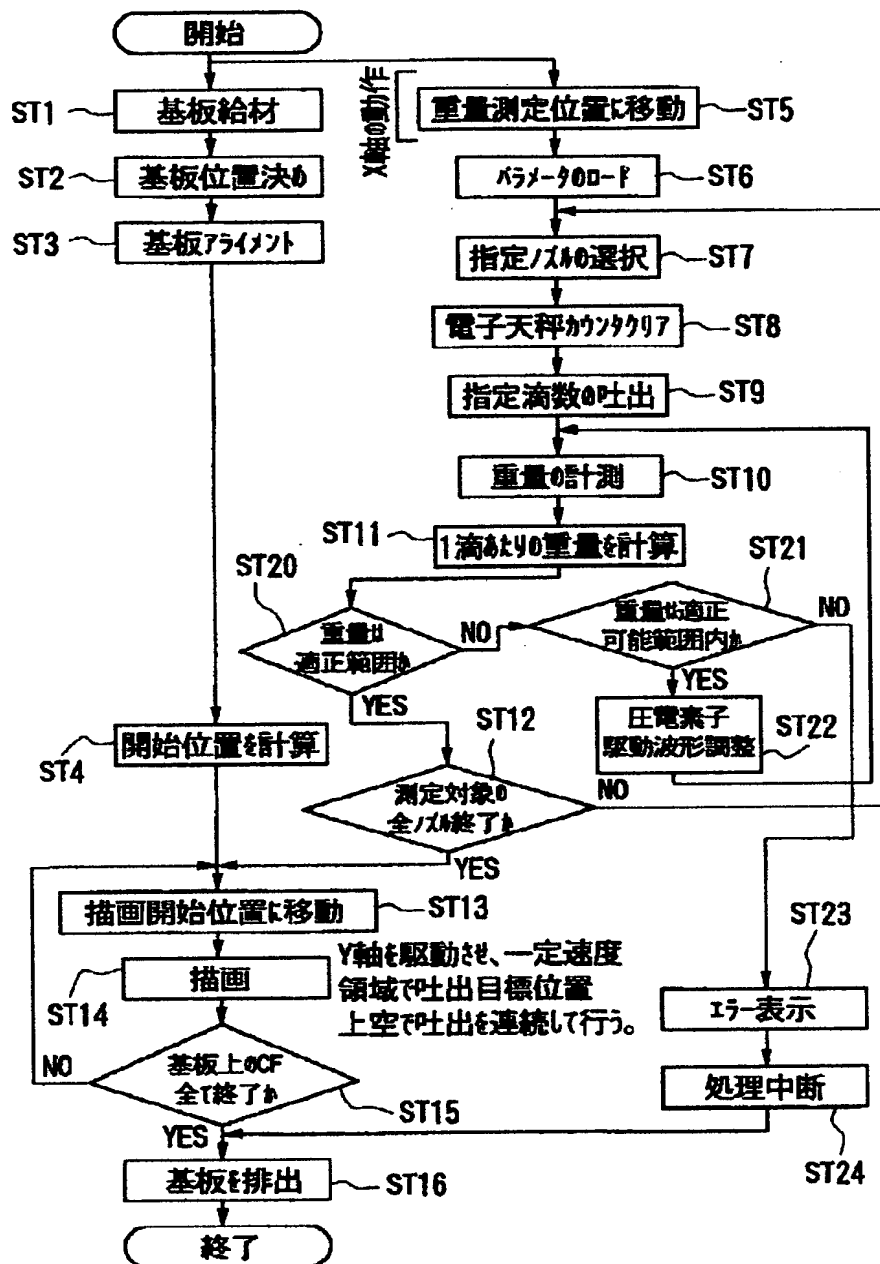 開始
ST1
基板給材
ST2
基板位置決め
ST3
基板アライメント
X軸の動作
重量測定位置に移動
ST5
パラメータのロード
ST6
指定ノズルの選択
ST7
電子天秤カウンタクリア
ST8
指定滴数の吐出
ST9
重量の計測
ST10
ST11
1滴あたりの重量を計算
ST20
重量は
適正範囲か
NO
YES
ST21
重量は適正
可能範囲内か
NO
YES
圧電素子
駆動波形調整
ST22
ST4
開始位置を計算
ST12
測定対象の
全ノズル終了か
NO
YES
描画開始位置に移動
ST13
ST14
描画
Y軸を駆動させ、一定速度
領域で吐出目標位置
上空で吐出を連続して行う。
NO
基板上のCF
全て終了か
ST15
YES
ST23
エラー表示
処理中断
ST24
基板を排出
ST16
終了